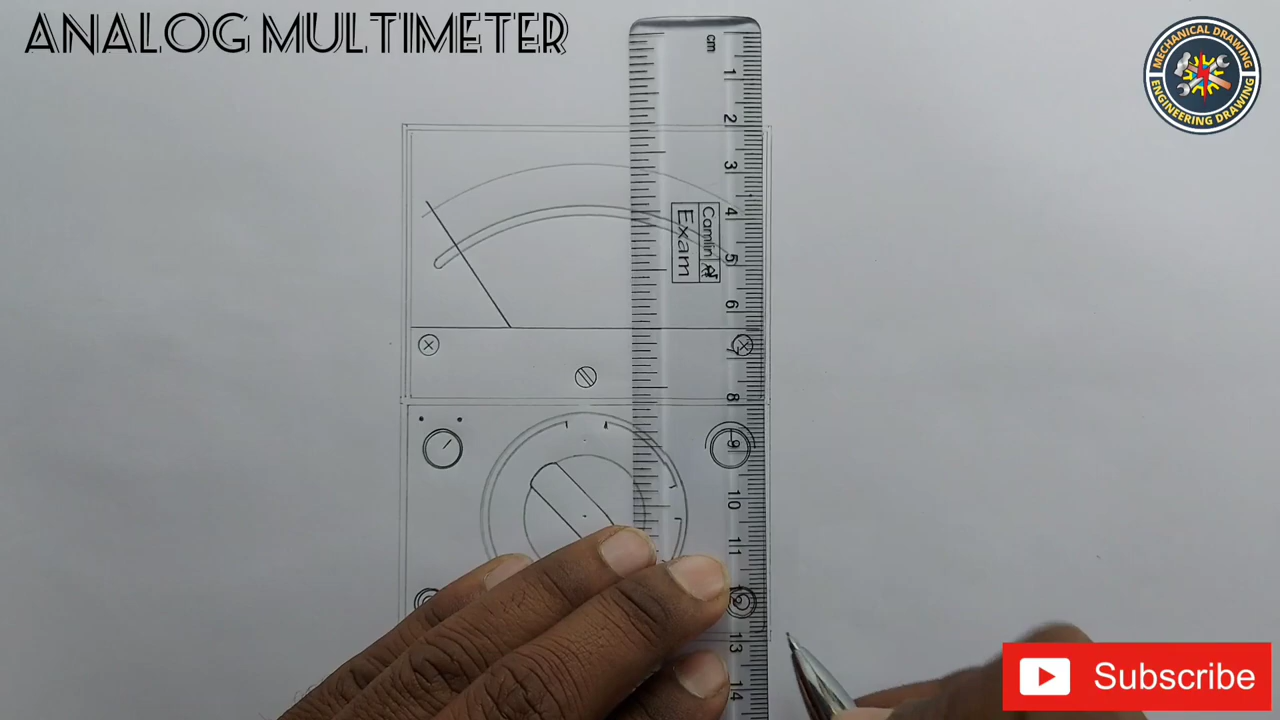 ANALOG MULTIMETER
MECHANICAL DRAWING
ENGINEERING DRAWING
cm
1
2
3
4
5
6
7
8
9
10
11
12
13
14
Camlin
Exam
Subscribe